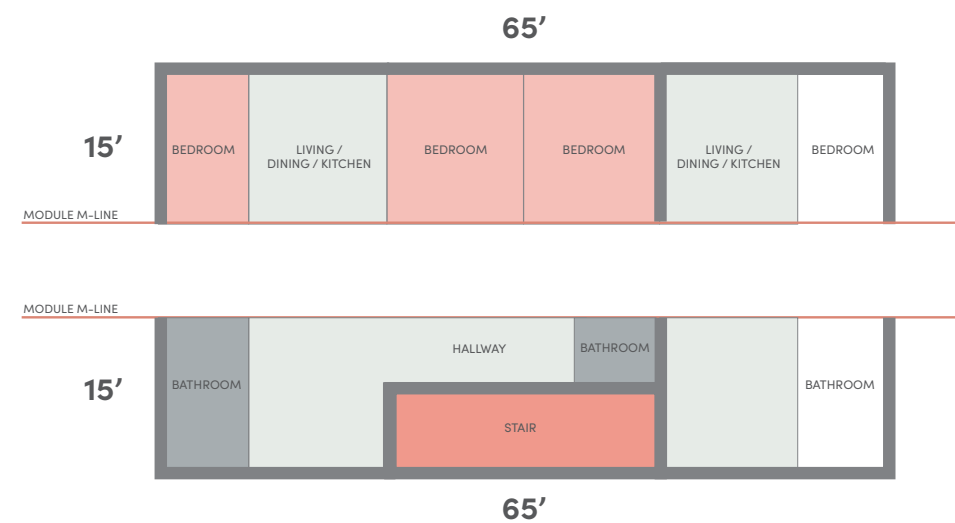 65’
15’
BEDROOM
LIVING /
DINING / KITCHEN
BEDROOM
BEDROOM
LIVING /
DINING / KITCHEN
BEDROOM
MODULE M-LINE
MODULE M-LINE
15’
BATHROOM
HALLWAY
BATHROOM
STAIR
BATHROOM
65’